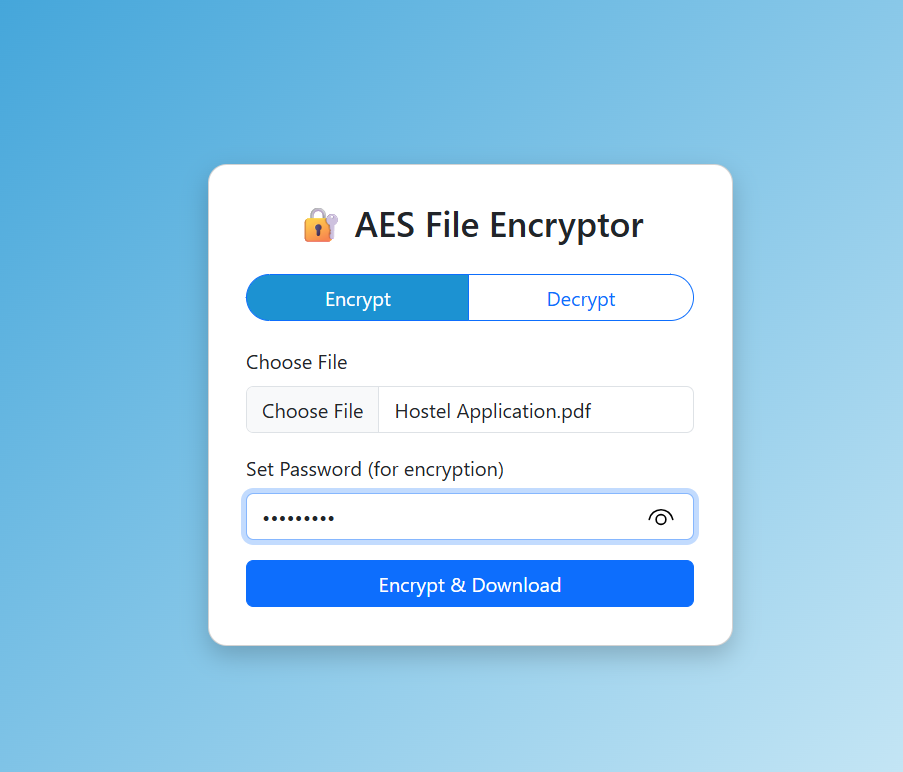 AES File Encryptor
Encrypt Decrypt
Choose File
Choose File Hostel Application.pdf
Set Password (for encryption)
•••••••••
Encrypt & Download